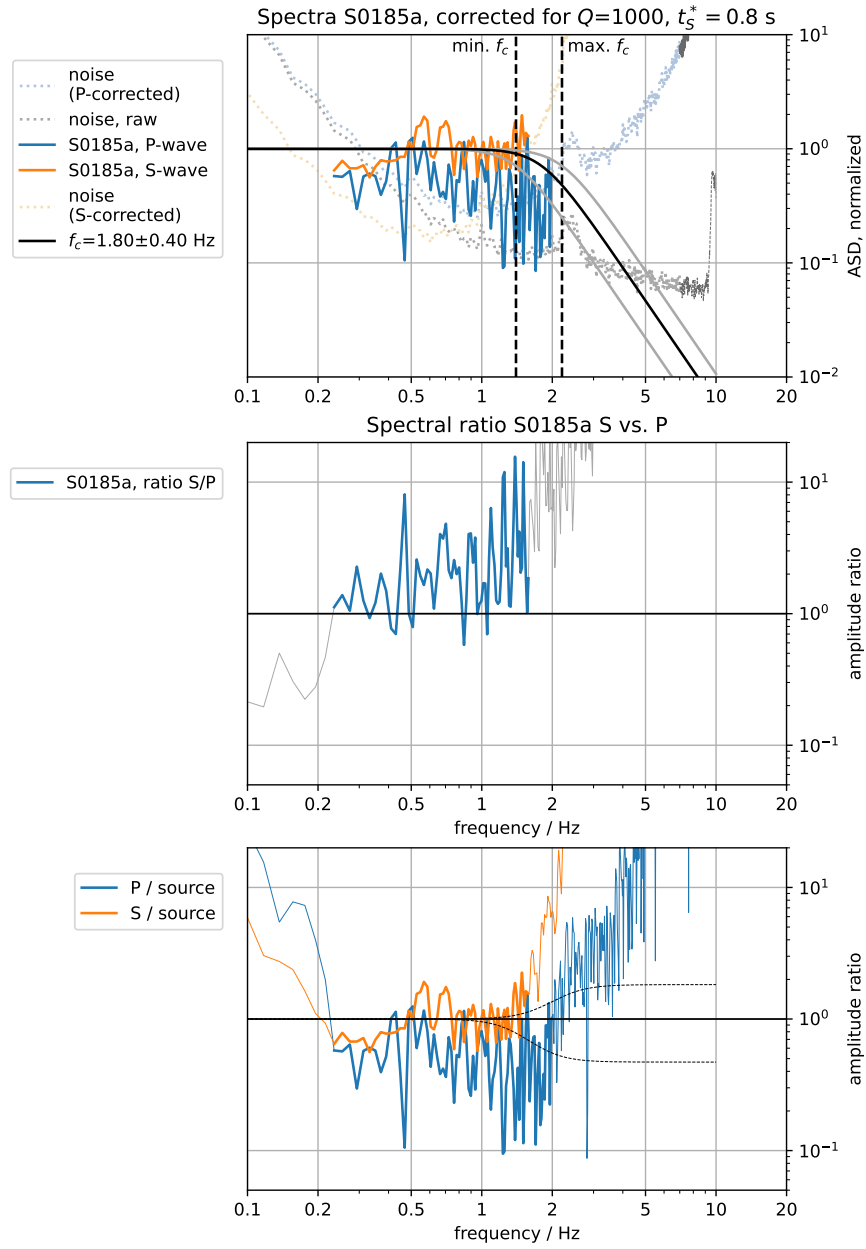 Spectra S0185a, corrected for Q=1000, t_S^* = 0.8 s
min. f_c
max. f_c
noise
(P-corrected)
noise, raw
S0185a, P-wave
S0185a, S-wave
noise
(S-corrected)
f_c=1.80±0.40 Hz
10^1
10^0
10^−1
10^−2
ASD, normalized
0.1 0.2 0.5 1 2 5 10 20
Spectral ratio S0185a S vs. P
S0185a, ratio S/P
10^1
10^0
10^−1
amplitude ratio
0.1 0.2 0.5 1 2 5 10 20
frequency / Hz
P / source
S / source
10^1
10^0
10^−1
amplitude ratio
0.1 0.2 0.5 1 2 5 10 20
frequency / Hz